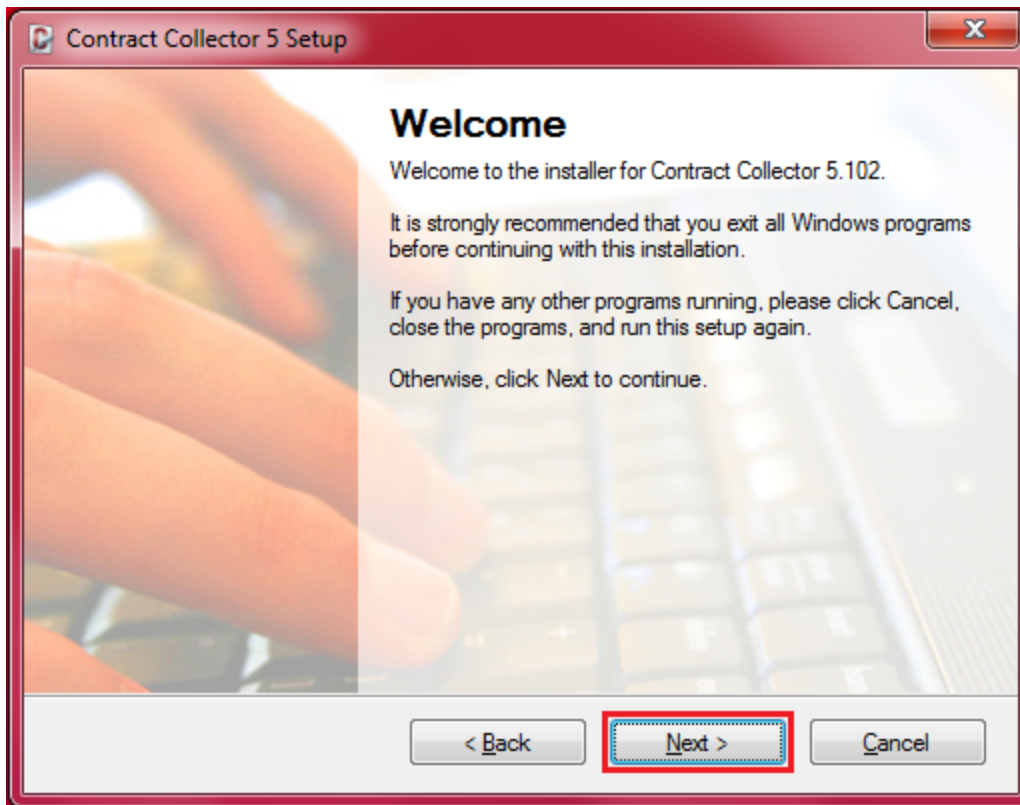 Contract Collector 5 Setup
Welcome
Welcome to the installer for Contract Collector 5.102.
It is strongly recommended that you exit all Windows programs
before continuing with this installation.
If you have any other programs running, please click Cancel,
close the programs, and run this setup again.
Otherwise, click Next to continue.
< Back
Next >
Cancel